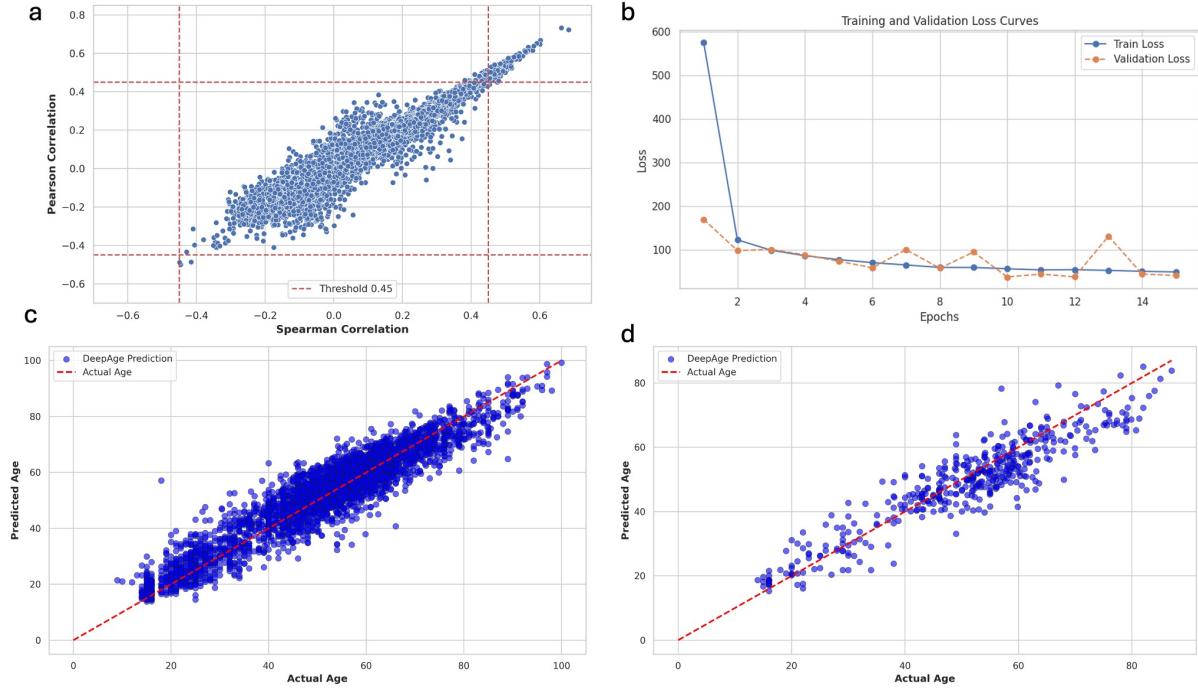 a
0.8
0.6
0.4
0.2
0.0
−0.2
−0.4
−0.6
Pearson Correlation
−0.6
−0.4
−0.2
0.0
0.2
0.4
0.6
Spearman Correlation
Threshold 0.45
b
Training and Validation Loss Curves
600
500
400
300
200
100
Loss
2
4
6
8
10
12
14
Epochs
Train Loss
Validation Loss
c
100
80
60
40
20
0
Predicted Age
0
20
40
60
80
100
Actual Age
DeepAge Prediction
Actual Age
d
80
60
40
20
0
Predicted Age
0
20
40
60
80
Actual Age
DeepAge Prediction
Actual Age